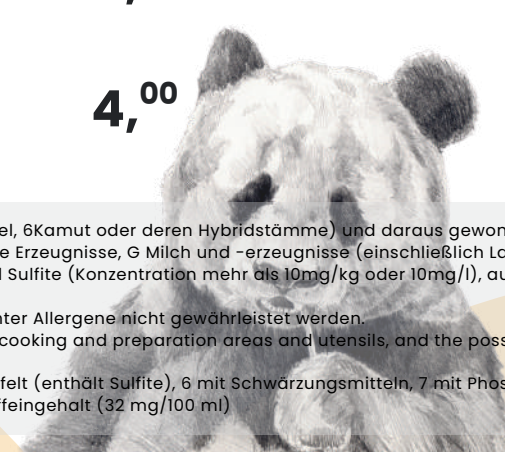 4,00
el, 6Kamut oder deren Hybridstämme) und daraus gewon
e Erzeugnisse, G Milch und -erzeugnisse (einschließlich La
Sulfite (Konzentration mehr als 10mg/kg oder 10mg/l), au
nter Allergene nicht gewährleistet werden.
cooking and preparation areas and utensils, and the poss
felt (enthält Sulfite), 6 mit Schwärzungsmitteln, 7 mit Phos
ffeingehalt (32 mg/100 ml)